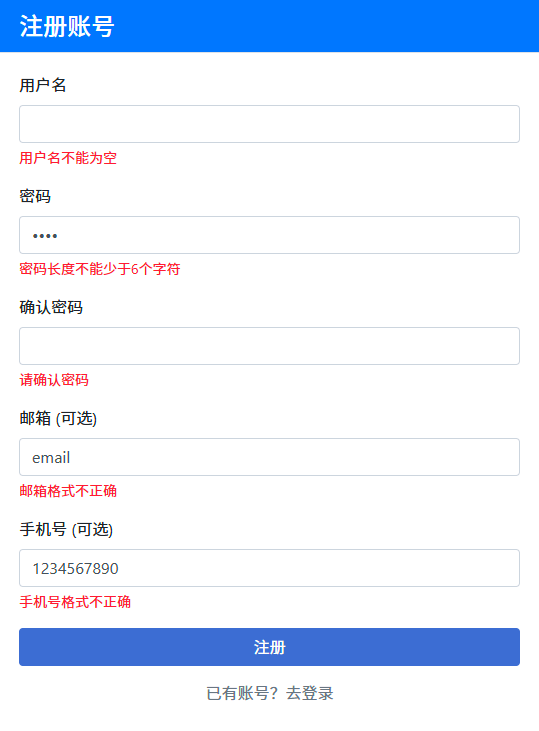 注册账号
用户名
用户名不能为空
密码
••••
密码长度不能少于6个字符
确认密码
请确认密码
邮箱 (可选)
email
邮箱格式不正确
手机号 (可选)
1234567890
手机号格式不正确
注册
已有账号？去登录